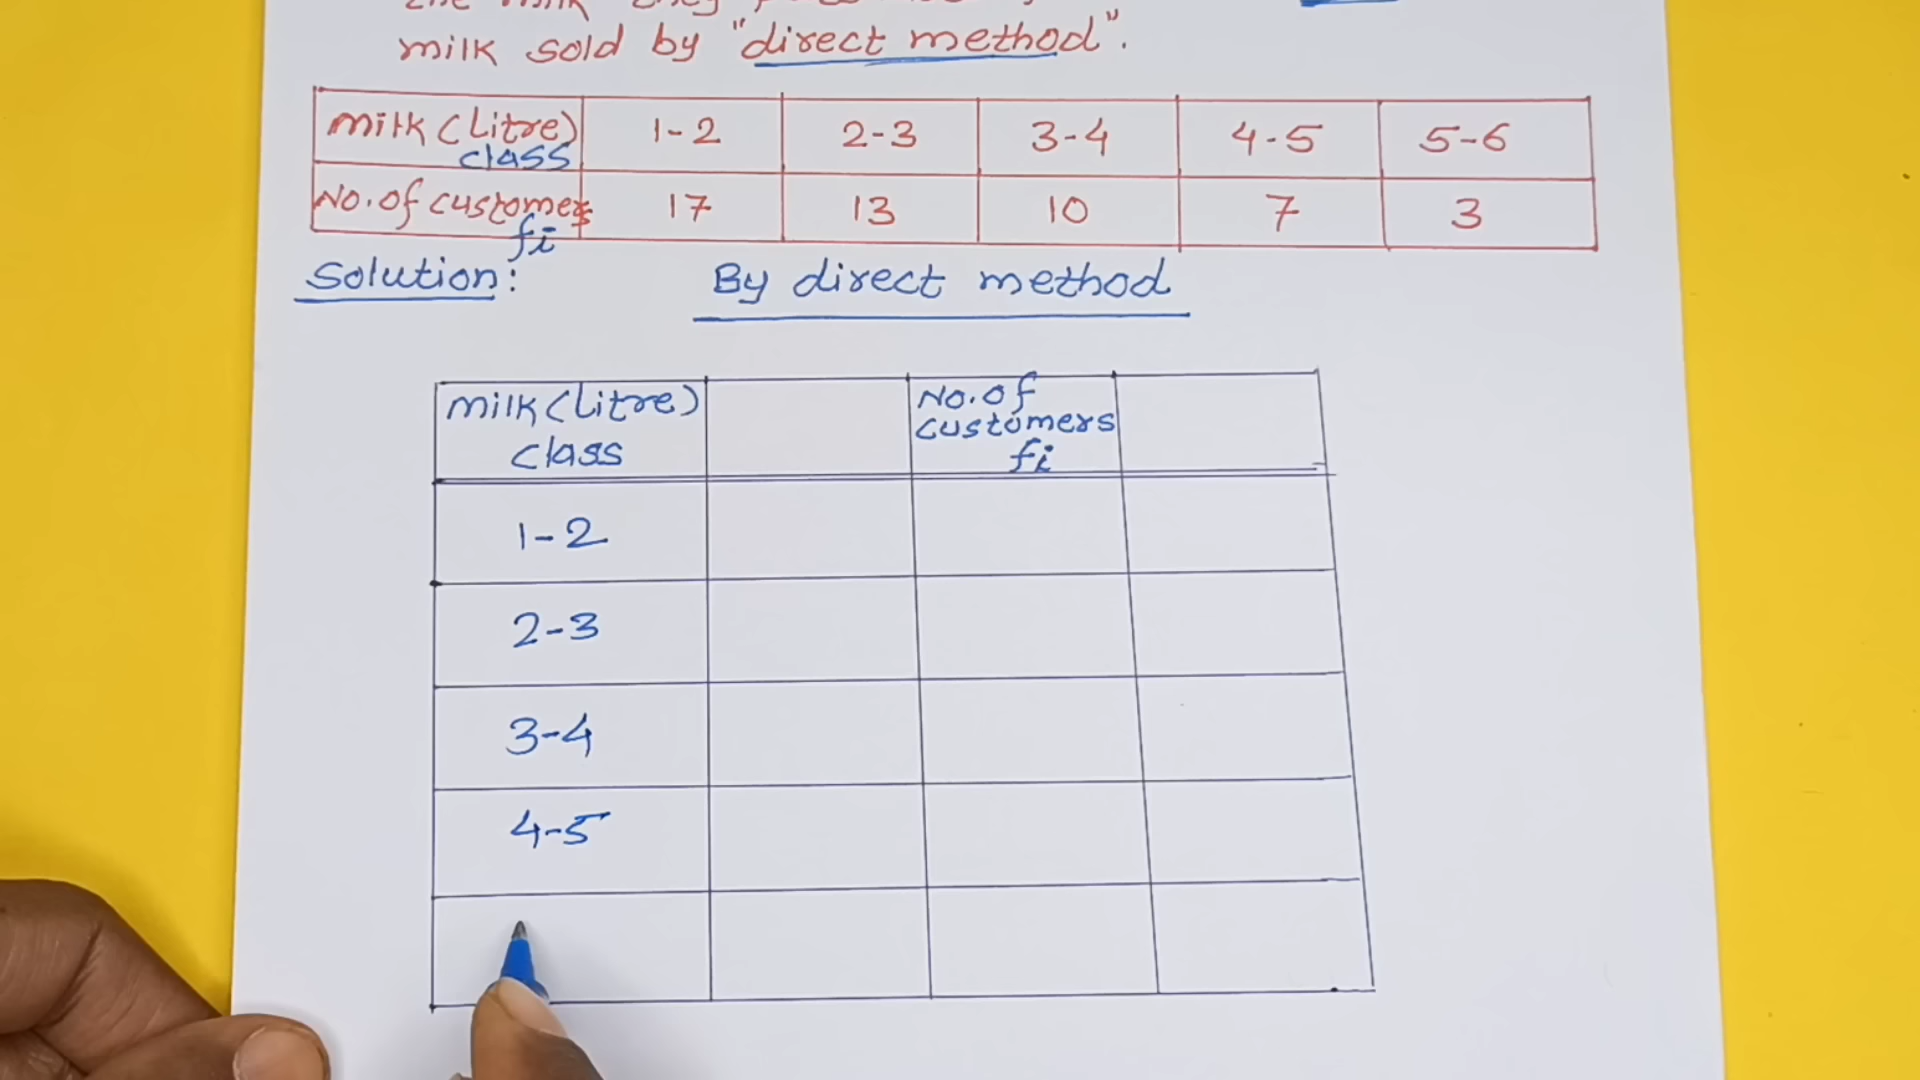 milk sold by "direct method".
Milk (Litre) 1-2 2-3 3-4 4-5 5-6
class
No. of customers 17 13 10 7 3
fi
Solution: By direct method
Milk (Litre) No. of
customers
class fi
1-2
2-3
3-4
4-5